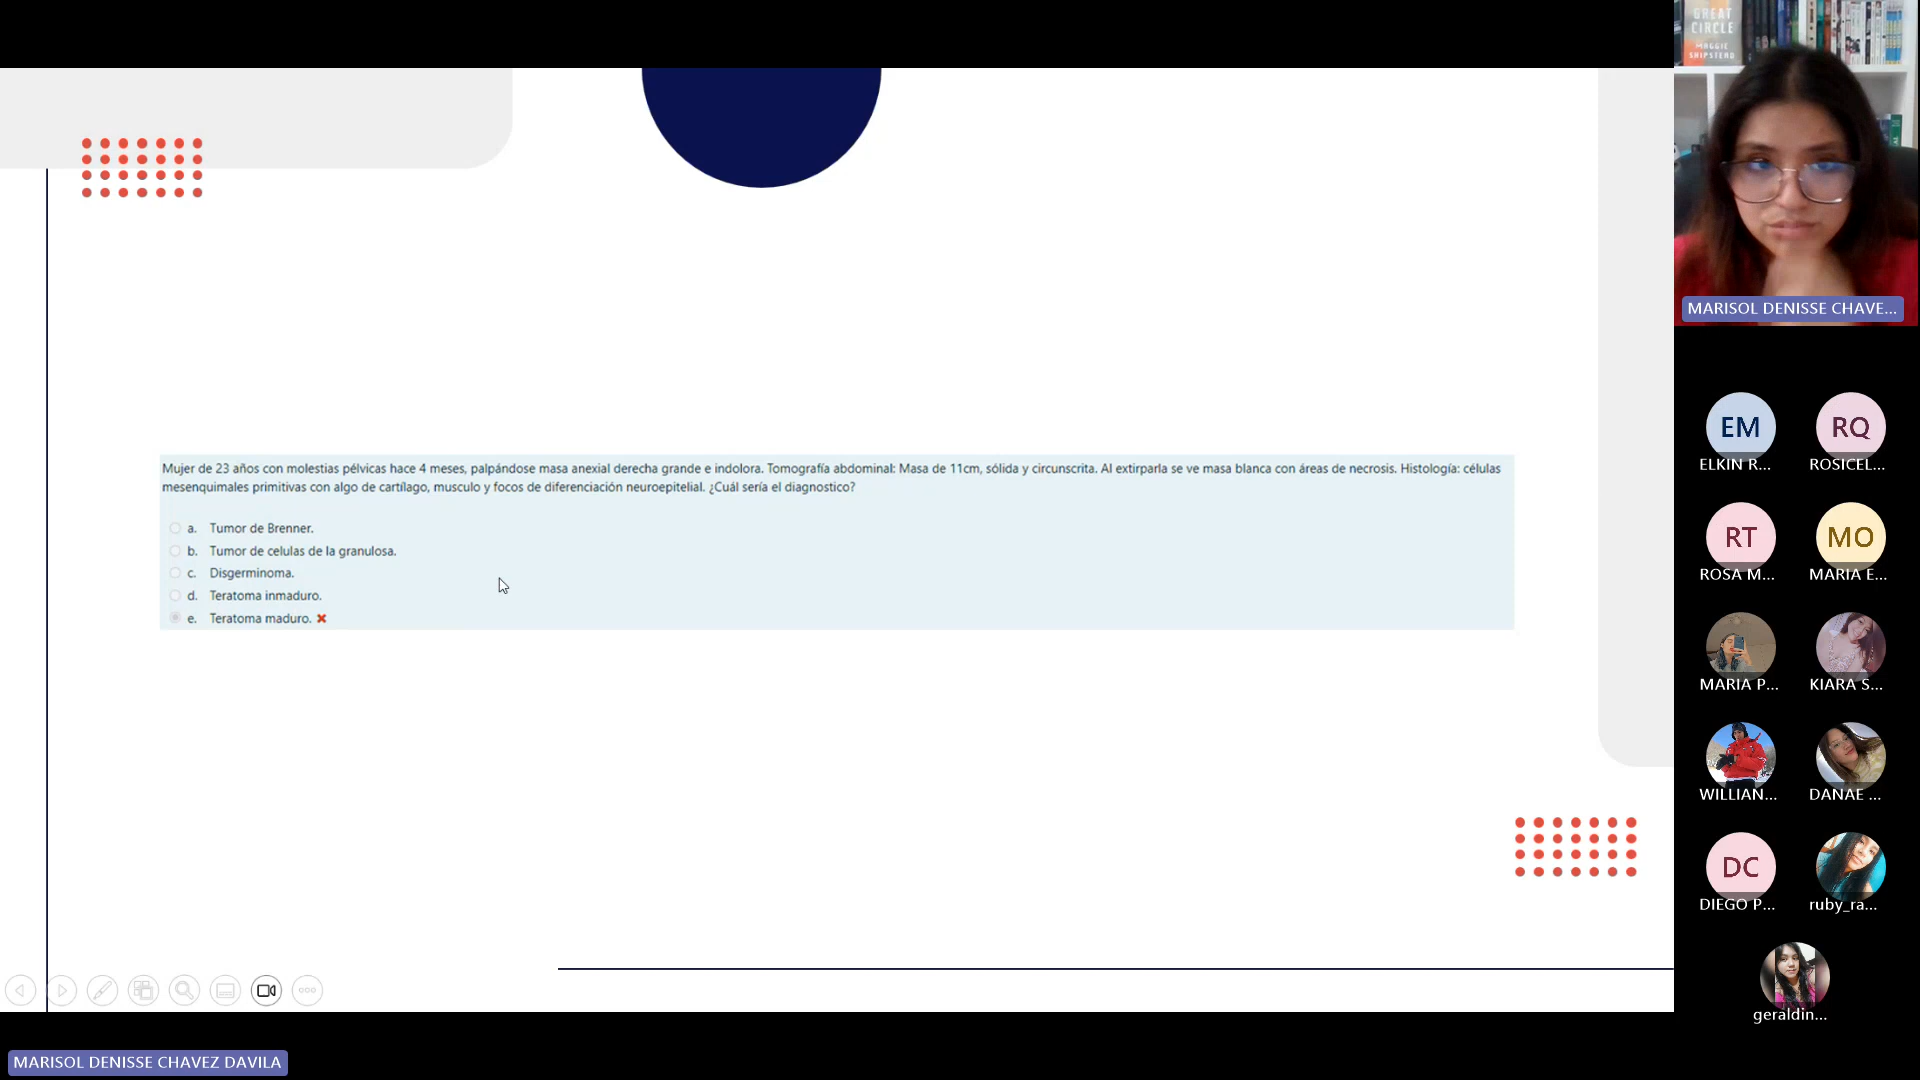 GREAT
CIRCLE
MAGGIE
SHIPSTEAD
MARISOL DENISSE CHAVE...
Mujer de 23 años con molestias pélvicas hace 4 meses, palpándose masa anexial derecha grande e indolora. Tomografía abdominal: Masa de 11cm, sólida y circunscrita. Al extirparla se ve masa blanca con áreas de necrosis. Histología: células
mesenquimales primitivas con algo de cartílago, musculo y focos de diferenciación neuroepitelial. ¿Cuál sería el diagnostico?
a. Tumor de Brenner.
b. Tumor de celulas de la granulosa.
c. Disgerminoma.
d. Teratoma inmaduro.
e. Teratoma maduro.
EM
ELKIN R...
RQ
ROSICEL...
RT
ROSA M...
MO
MARIA E...
MARIA P...
KIARA S...
WILLIAN...
DANAE ...
DC
DIEGO P...
ruby_ra...
geraldin...
MARISOL DENISSE CHAVEZ DAVILA